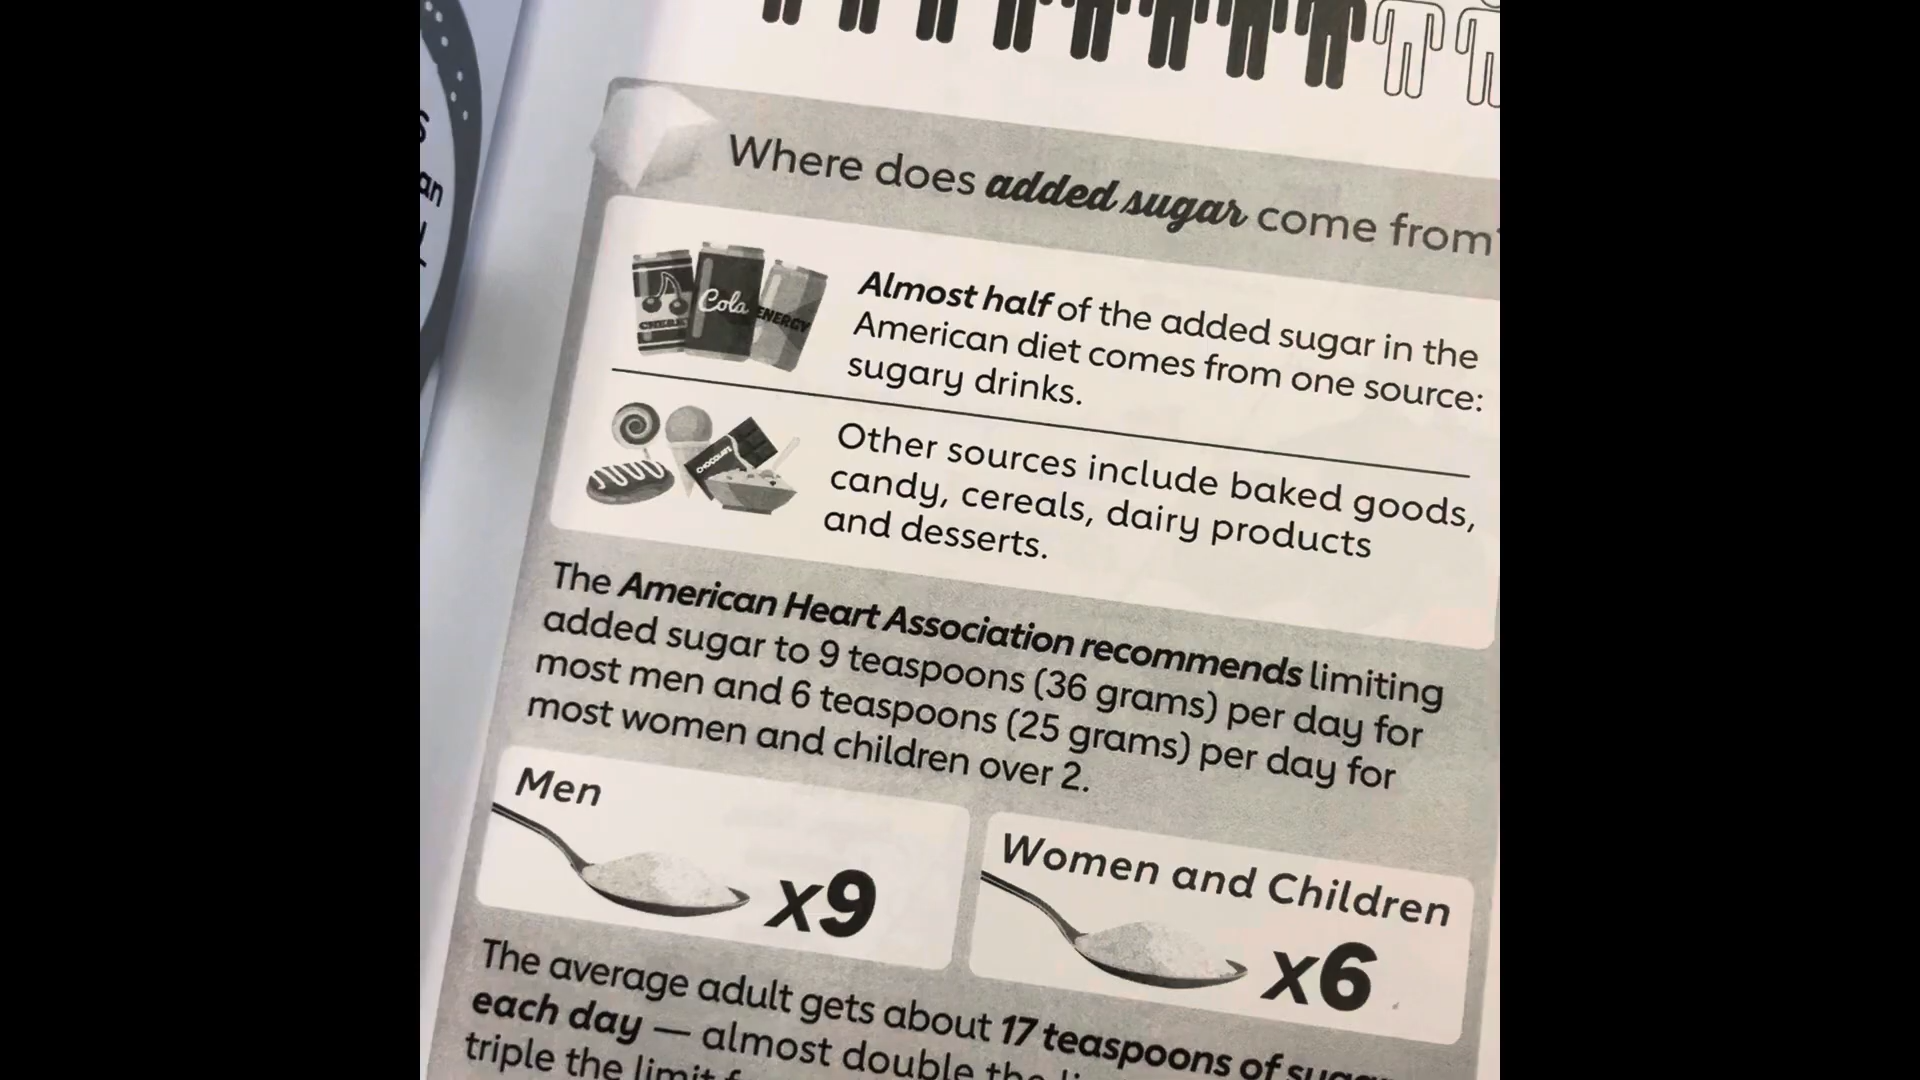 an
Where does added sugar come from
CHERRY
Cola
ENERGY
Almost half of the added sugar in the
American diet comes from one source:
sugary drinks.
CHOCOLATE
Other sources include baked goods,
candy, cereals, dairy products
and desserts.
The American Heart Association recommends limiting
added sugar to 9 teaspoons (36 grams) per day for
most men and 6 teaspoons (25 grams) per day for
most women and children over 2.
Men
x9
Women and Children
x6
The average adult gets about 17 teaspoons of
each day — almost double the
triple the limit